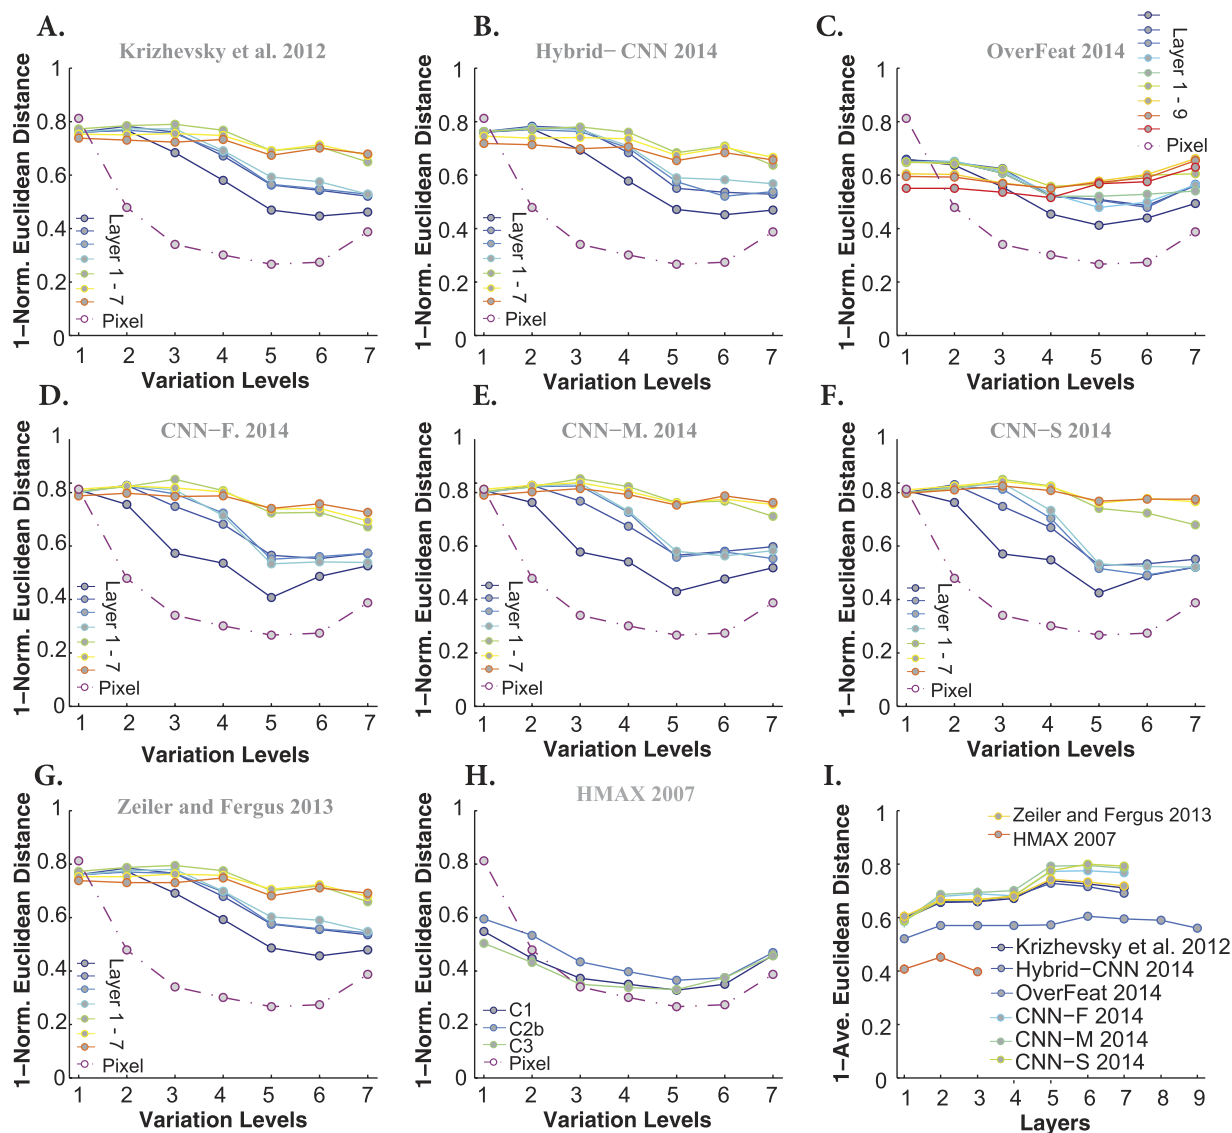 A.
Krizhevsky et al. 2012
1−Norm. Euclidean Distance
1
0.8
0.6
0.4
0.2
0
Layer 1 - 7
Pixel
1 2 3 4 5 6 7
Variation Levels
B.
Hybrid− CNN 2014
1−Norm. Euclidean Distance
1
0.8
0.6
0.4
0.2
0
Layer 1 - 7
Pixel
1 2 3 4 5 6 7
Variation Levels
C.
OverFeat 2014
1−Norm. Euclidean Distance
1
0.8
0.6
0.4
0.2
0
Layer 1 - 9
Pixel
1 2 3 4 5 6 7
Variation Levels
D.
CNN−F. 2014
1−Norm. Euclidean Distance
1
0.8
0.6
0.4
0.2
0
Layer 1 - 7
Pixel
1 2 3 4 5 6 7
Variation Levels
E.
CNN−M. 2014
1−Norm. Euclidean Distance
1
0.8
0.6
0.4
0.2
0
Layer 1 - 7
Pixel
1 2 3 4 5 6 7
Variation Levels
F.
CNN−S 2014
1−Norm. Euclidean Distance
1
0.8
0.6
0.4
0.2
0
Layer 1 - 7
Pixel
1 2 3 4 5 6 7
Variation Levels
G.
Zeiler and Fergus 2013
1−Norm. Euclidean Distance
1
0.8
0.6
0.4
0.2
0
Layer 1 - 7
Pixel
1 2 3 4 5 6 7
Variation Levels
H.
HMAX 2007
1−Norm. Euclidean Distance
1
0.8
0.6
0.4
0.2
0
C1
C2b
C3
Pixel
1 2 3 4 5 6 7
Variation Levels
I.
1−Ave. Euclidean Distance
1
0.8
0.6
0.4
0.2
0
Zeiler and Fergus 2013
HMAX 2007
Krizhevsky et al. 2012
Hybrid−CNN 2014
OverFeat 2014
CNN−F 2014
CNN−M 2014
CNN−S 2014
1 2 3 4 5 6 7 8 9
Layers